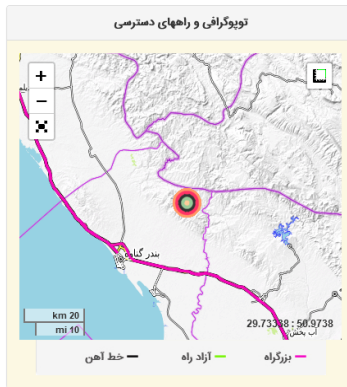 توپوگرافی و راههای دسترسی
+
−
بندر گناوه
20 km
10 mi
29.73338 : 50.9738
آب پخش
بزرگراه
آزاد راه
خط آهن